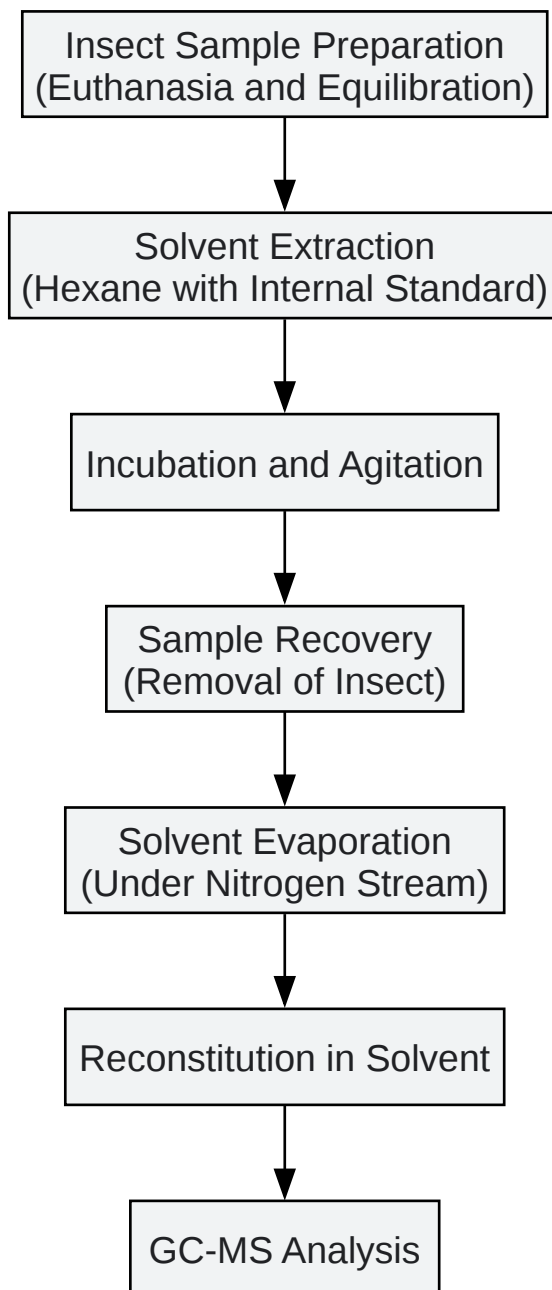 Insect Sample Preparation
(Euthanasia and Equilibration)
Solvent Extraction
(Hexane with Internal Standard)
Incubation and Agitation
Sample Recovery
(Removal of Insect)
Solvent Evaporation
(Under Nitrogen Stream)
Reconstitution in Solvent
GC-MS Analysis